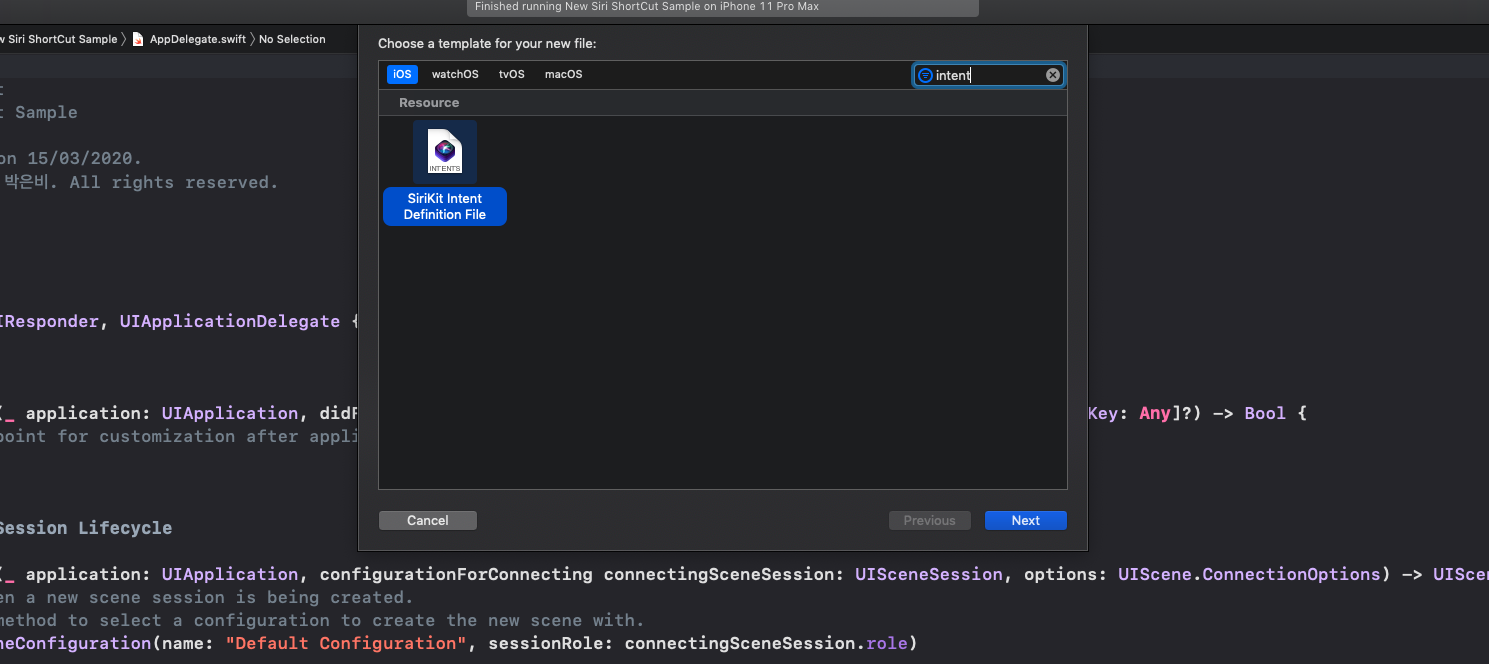 Finished running New Siri ShortCut Sample on iPhone 11 Pro Max
Siri ShortCut Sample 〉 AppDelegate.swift 〉 No Selection
Choose a template for your new file:
iOS watchOS tvOS macOS
intent
Resource
Sample
on 15/03/2020.
박은비. All rights reserved.
INTENTS
SiriKit Intent
Definition File
IResponder, UIApplicationDelegate {
(_ application: UIApplication, didF
Key: Any]?) -> Bool {
point for customization after appli
Cancel Previous Next
Session Lifecycle
(_ application: UIApplication, configurationForConnecting connectingSceneSession: UISceneSession, options: UIScene.ConnectionOptions) -> UIScen
en a new scene session is being created.
method to select a configuration to create the new scene with.
neConfiguration(name: "Default Configuration", sessionRole: connectingSceneSession.role)